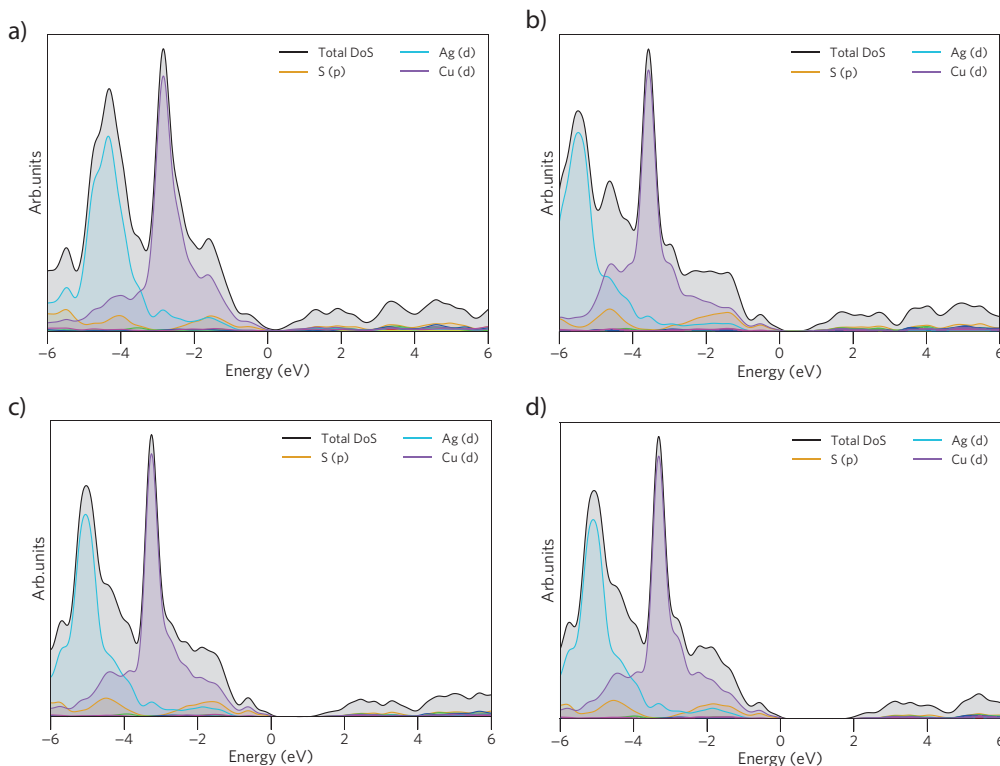 a)
Total DoS Ag (d)
S (p) Cu (d)
Arb.units
−6 −4 −2 0 2 4 6
Energy (eV)
b)
Total DoS Ag (d)
S (p) Cu (d)
Arb.units
−6 −4 −2 0 2 4 6
Energy (eV)
c)
Total DoS Ag (d)
S (p) Cu (d)
Arb.units
−6 −4 −2 0 2 4 6
Energy (eV)
d)
Total DoS Ag (d)
S (p) Cu (d)
Arb.units
−6 −4 −2 0 2 4 6
Energy (eV)